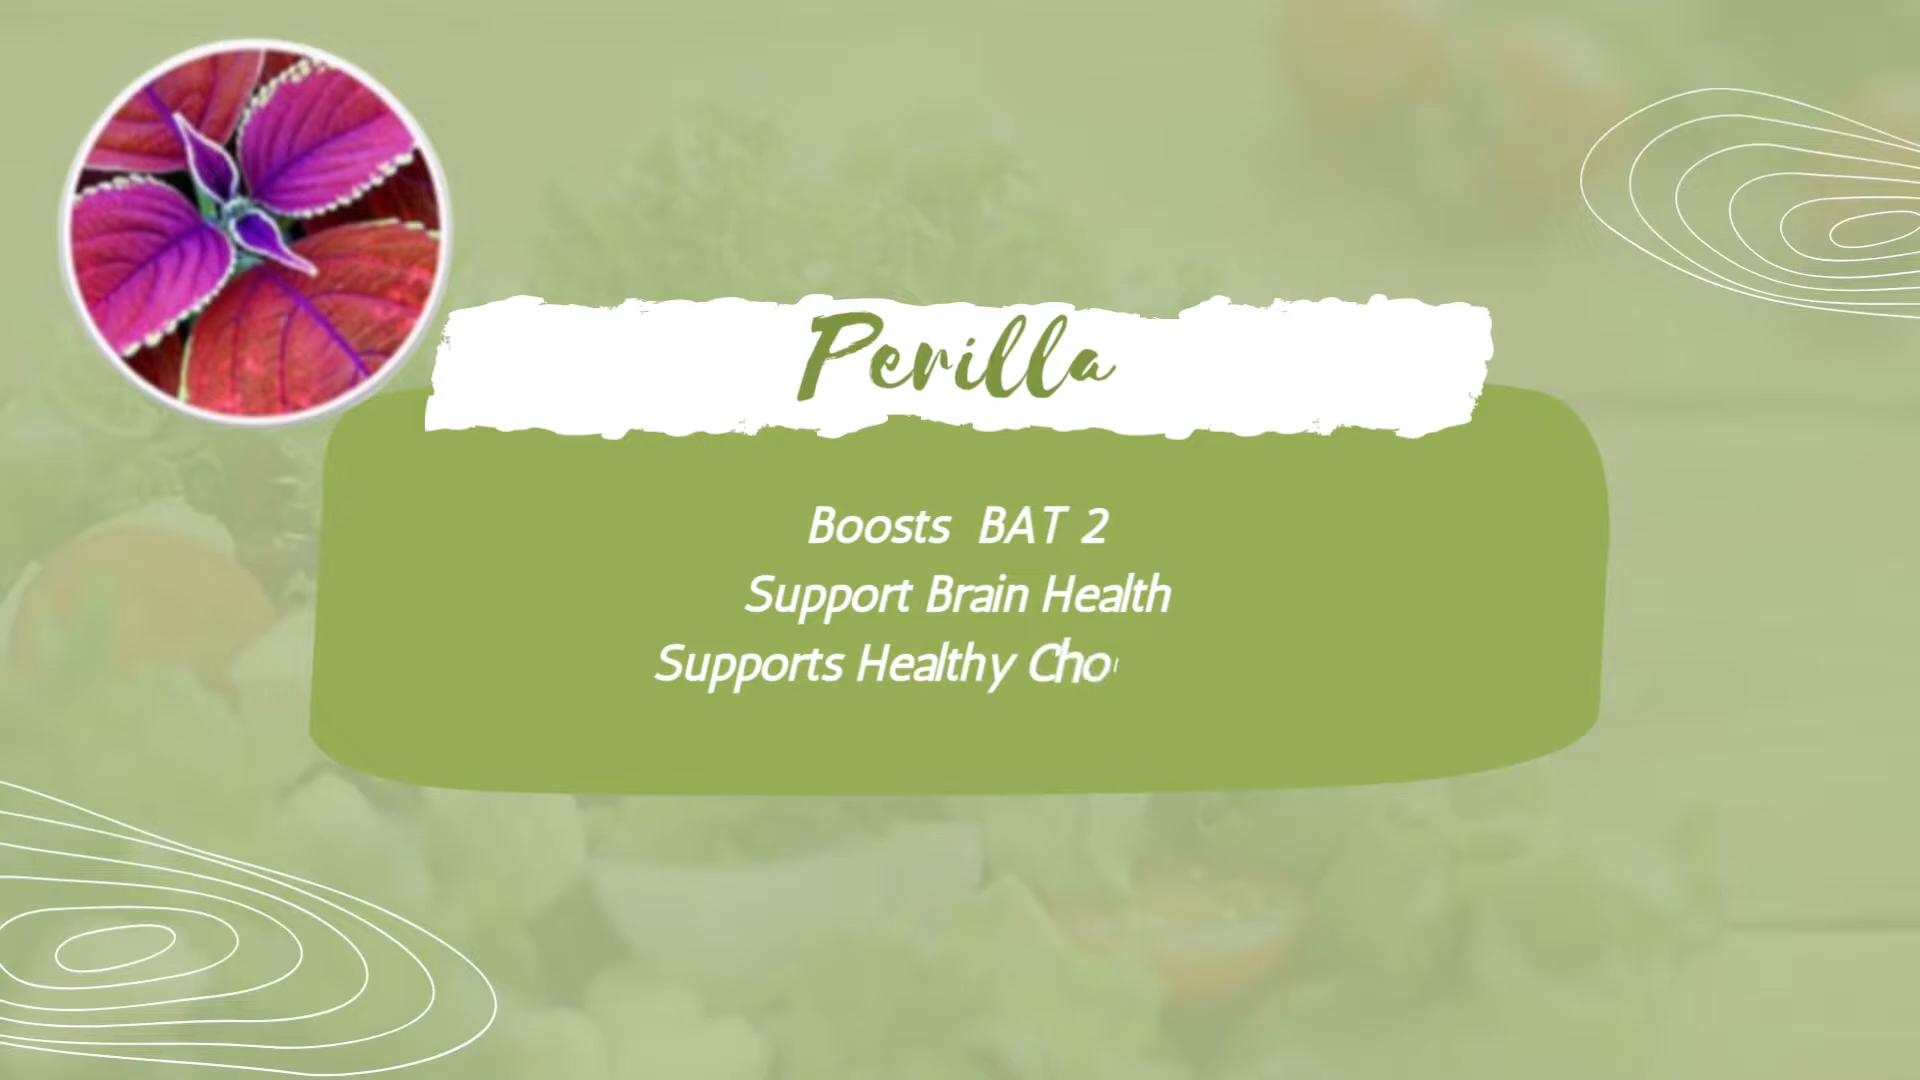 Perilla
Boosts BAT 2
Support Brain Health
Supports Healthy Cho